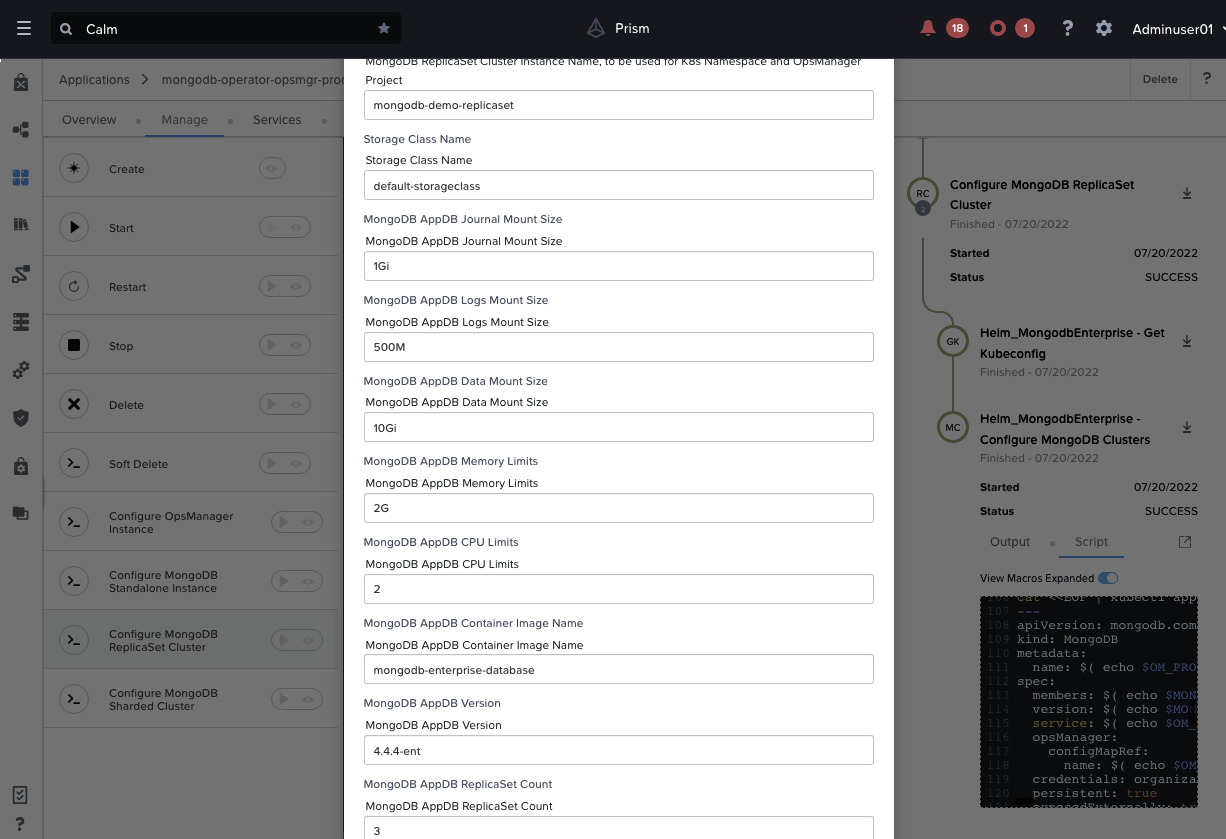 Calm
Prism
18
1
?
Adminuser01
Applications
mongodb-operator-opsmgr-proc
Delete
?
Overview
Manage
Services
Create
Start
Restart
Stop
Delete
Soft Delete
Configure OpsManager
Instance
Configure MongoDB
Standalone Instance
Configure MongoDB
ReplicaSet Cluster
Configure MongoDB
Sharded Cluster
?
MongoDB ReplicaSet Cluster Instance Name, to be used for K8s Namespace and OpsManager
Project
mongodb-demo-replicaset
Storage Class Name
Storage Class Name
default-storageclass
MongoDB AppDB Journal Mount Size
MongoDB AppDB Journal Mount Size
1Gi
MongoDB AppDB Logs Mount Size
MongoDB AppDB Logs Mount Size
500M
MongoDB AppDB Data Mount Size
MongoDB AppDB Data Mount Size
10Gi
MongoDB AppDB Memory Limits
MongoDB AppDB Memory Limits
2G
MongoDB AppDB CPU Limits
MongoDB AppDB CPU Limits
2
MongoDB AppDB Container Image Name
MongoDB AppDB Container Image Name
mongodb-enterprise-database
MongoDB AppDB Version
MongoDB AppDB Version
4.4.4-ent
MongoDB AppDB ReplicaSet Count
MongoDB AppDB ReplicaSet Count
3
RC
2
Configure MongoDB ReplicaSet
Cluster
Finished - 07/20/2022
Started 07/20/2022
Status SUCCESS
GK
Helm_MongodbEnterprise - Get
Kubeconfig
Finished - 07/20/2022
MC
Helm_MongodbEnterprise -
Configure MongoDB Clusters
Finished - 07/20/2022
Started 07/20/2022
Status SUCCESS
Output
Script
View Macros Expanded
106 cat <<EOF | kubectl app
107 ---
108 apiVersion: mongodb.com
109 kind: MongoDB
110 metadata:
111 name: $( echo $OM_PRO
112 spec:
113 members: $( echo $MON
114 version: $( echo $MO
115 service: $( echo $OM_
116 opsManager:
117 configMapRef:
118 name: $( echo $OM
119 credentials: organiza
120 persistent: true
121 exposedExternally: tr